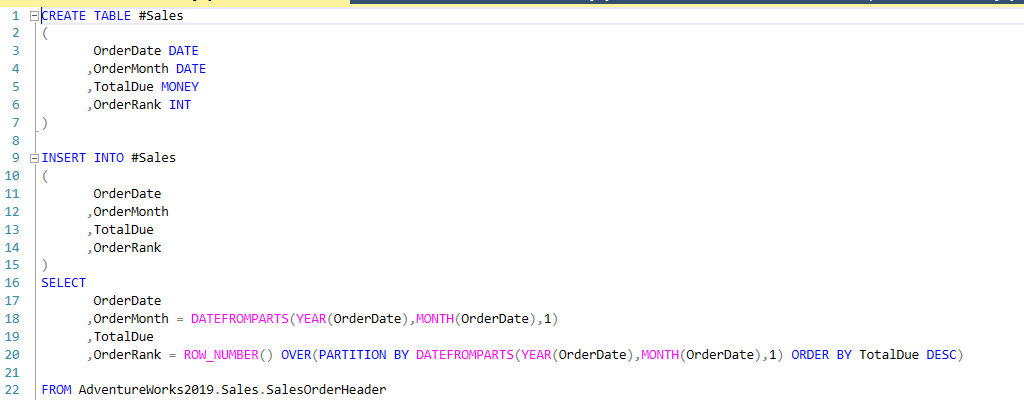 1 CREATE TABLE #Sales
2 (
3 OrderDate DATE
4 ,OrderMonth DATE
5 ,TotalDue MONEY
6 ,OrderRank INT
7 )
8
9 INSERT INTO #Sales
10 (
11 OrderDate
12 ,OrderMonth
13 ,TotalDue
14 ,OrderRank
15 )
16 SELECT
17 OrderDate
18 ,OrderMonth = DATEFROMPARTS(YEAR(OrderDate),MONTH(OrderDate),1)
19 ,TotalDue
20 ,OrderRank = ROW_NUMBER() OVER(PARTITION BY DATEFROMPARTS(YEAR(OrderDate),MONTH(OrderDate),1) ORDER BY TotalDue DESC)
21
22 FROM AdventureWorks2019.Sales.SalesOrderHeader